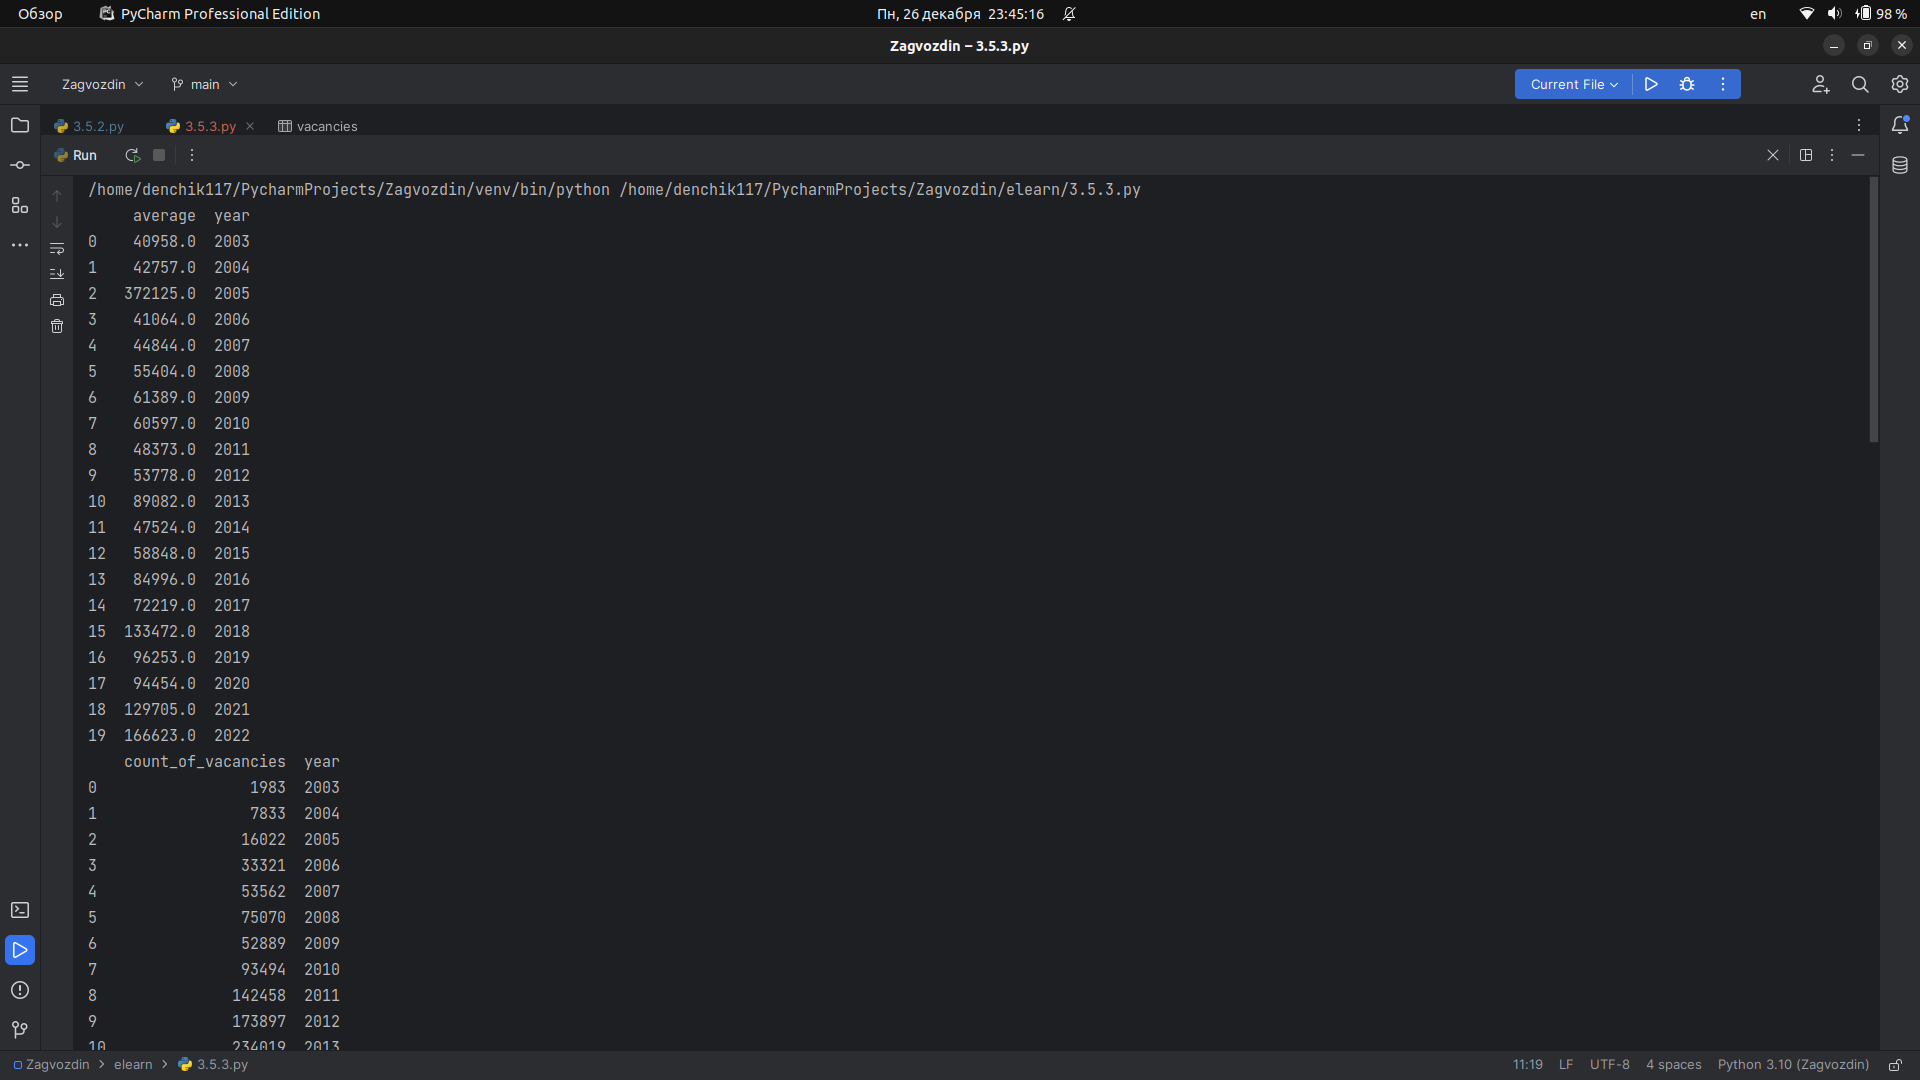 Обзор PyCharm Professional Edition Пн, 26 декабря 23:45:16 en 98 %
Zagvozdin – 3.5.3.py
Zagvozdin main Current File
3.5.2.py 3.5.3.py vacancies
Run
/home/denchik117/PycharmProjects/Zagvozdin/venv/bin/python /home/denchik117/PycharmProjects/Zagvozdin/elearn/3.5.3.py
average year
0 40958.0 2003
1 42757.0 2004
2 372125.0 2005
3 41064.0 2006
4 44844.0 2007
5 55404.0 2008
6 61389.0 2009
7 60597.0 2010
8 48373.0 2011
9 53778.0 2012
10 89082.0 2013
11 47524.0 2014
12 58848.0 2015
13 84996.0 2016
14 72219.0 2017
15 133472.0 2018
16 96253.0 2019
17 94454.0 2020
18 129705.0 2021
19 166623.0 2022
count_of_vacancies year
0 1983 2003
1 7833 2004
2 16022 2005
3 33321 2006
4 53562 2007
5 75070 2008
6 52889 2009
7 93494 2010
8 142458 2011
9 173897 2012
10 234019 2013
Zagvozdin elearn 3.5.3.py 11:19 LF UTF-8 4 spaces Python 3.10 (Zagvozdin)